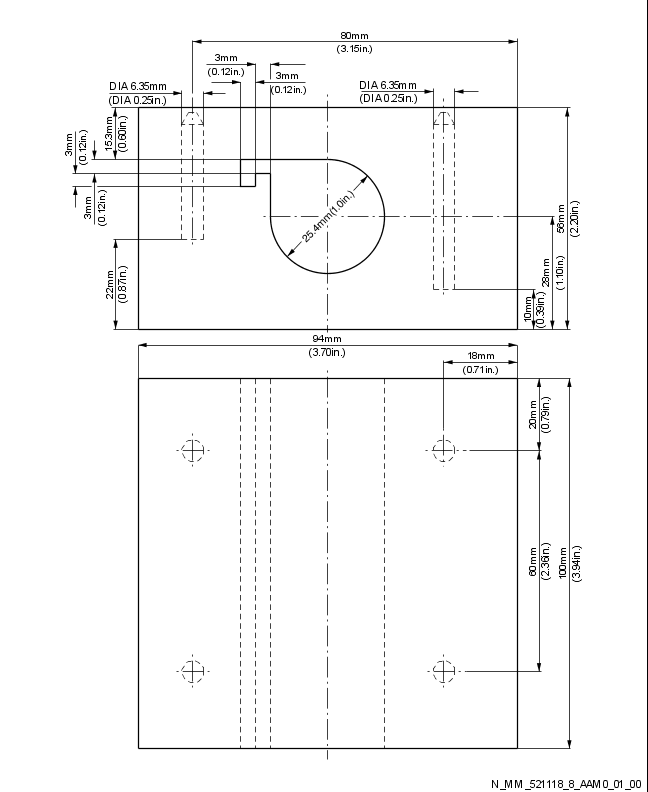 80mm
(3.15in.)
3mm
(0.12in.)
3mm
(0.12in.)
DIA 6.35mm
(DIA 0.25in.)
DIA 6.35mm
(DIA 0.25in.)
3mm
(0.12in.)
15.3mm
(0.60in.)
3mm
(0.12in.)
25.4mm(1.0in.)
56mm
(2.20in.)
28mm
(1.10in.)
22mm
(0.87in.)
10mm
(0.39in.)
94mm
(3.70in.)
18mm
(0.71in.)
20mm
(0.79in.)
60mm
(2.36in.)
100mm
(3.94in.)
N_MM_521118_8_AAM0_01_00